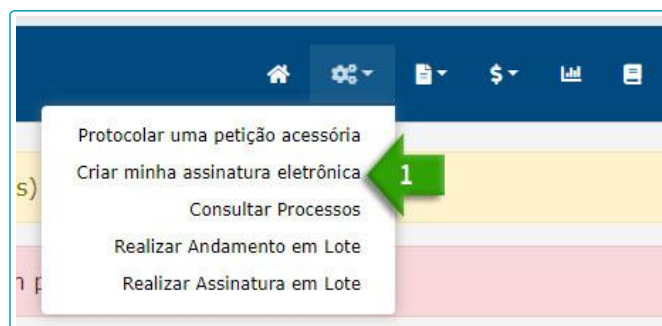 $
Protocolar uma petição acessória
Criar minha assinatura eletrônica
1
s)
Consultar Processos
Realizar Andamento em Lote
n p
Realizar Assinatura em Lote